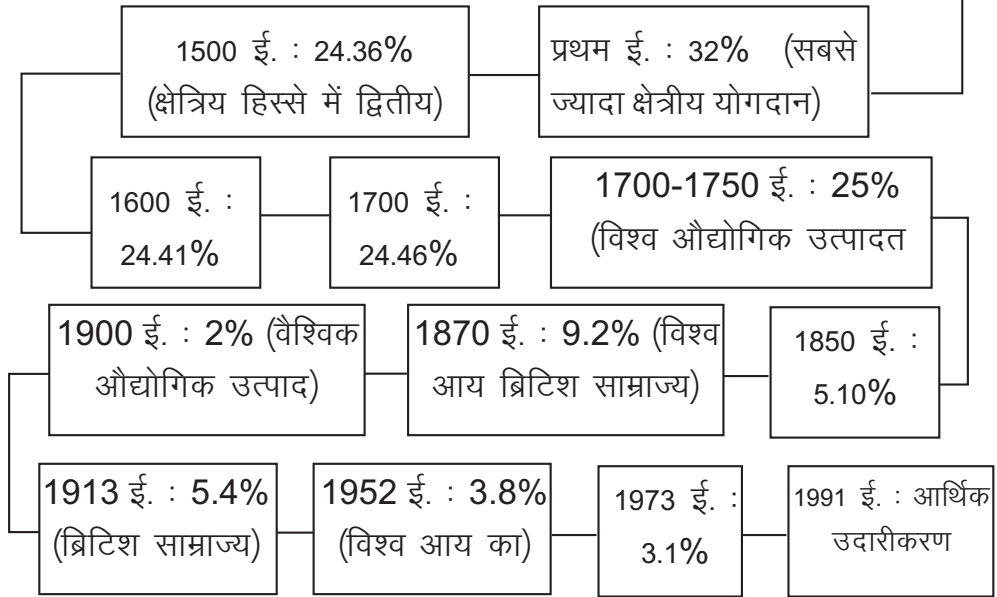 1500 ई. : 24.36%
(क्षेत्रिय हिस्से में द्वितीय)
प्रथम ई. : 32% (सबसे
ज्यादा क्षेत्रीय योगदान)
1600 ई. :
24.41%
1700 ई. :
24.46%
1700-1750 ई. : 25%
(विश्व औद्योगिक उत्पादत
1900 ई. : 2% (वैश्विक
औद्योगिक उत्पाद)
1870 ई. : 9.2% (विश्व
आय ब्रिटिश साम्राज्य)
1850 ई. :
5.10%
1913 ई. : 5.4%
(ब्रिटिश साम्राज्य)
1952 ई. : 3.8%
(विश्व आय का)
1973 ई. :
3.1%
1991 ई. : आर्थिक
उदारीकरण